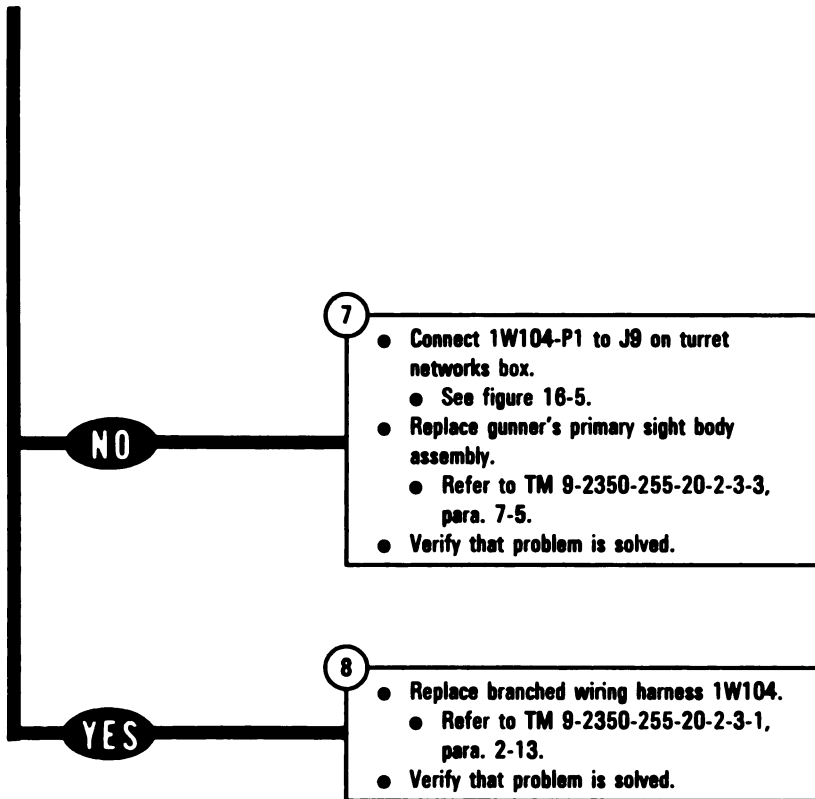 7
● Connect 1W104-P1 to J9 on turret
networks box.
● See figure 16-5.
NO
● Replace gunner's primary sight body
assembly.
● Refer to TM 9-2350-255-20-2-3-3,
para. 7-5.
● Verify that problem is solved.
8
● Replace branched wiring harness 1W104.
● Refer to TM 9-2350-255-20-2-3-1,
para. 2-13.
YES
● Verify that problem is solved.